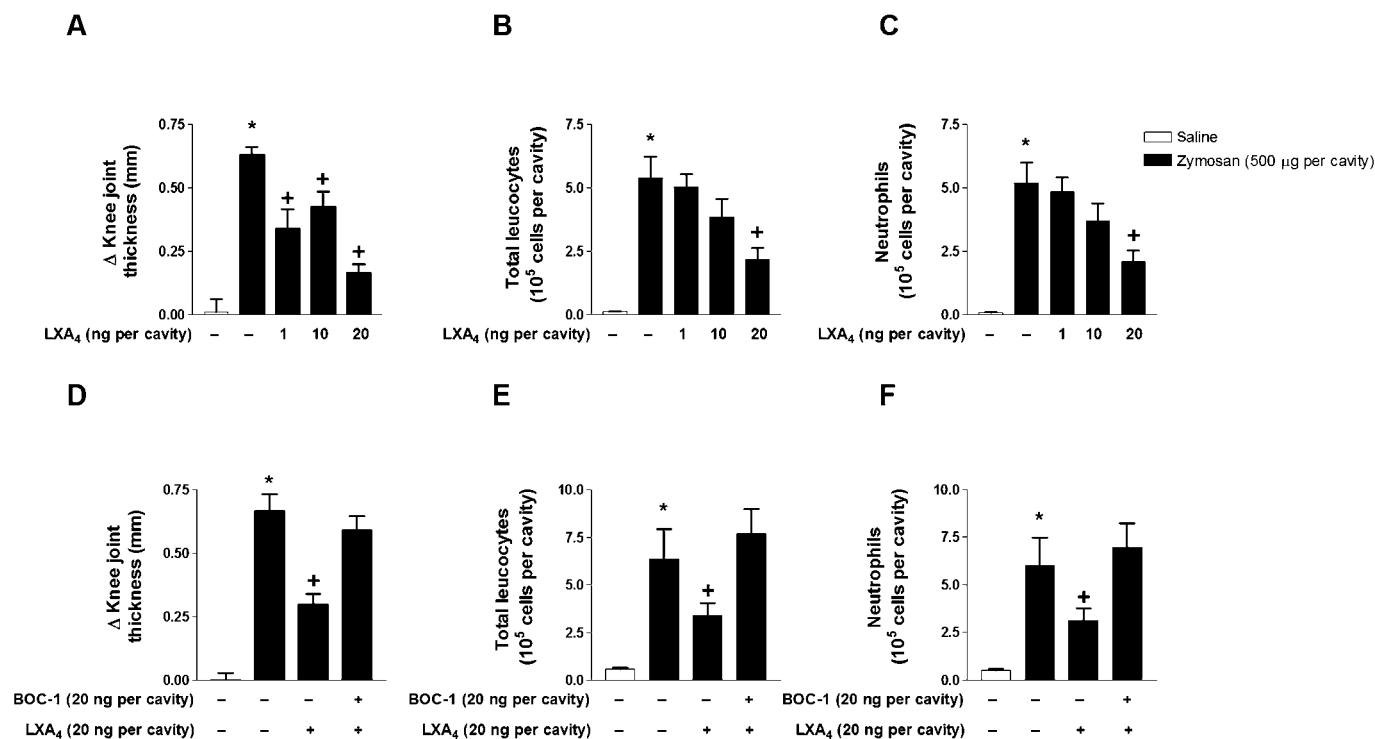 A
Δ Knee joint
thickness (mm)
0.75
0.50
0.25
0.00
*
+
+
+
LXA4 (ng per cavity)
– – 1 10 20
B
Total leucocytes
(10^5 cells per cavity)
7.5
5.0
2.5
0.0
*
+
LXA4 (ng per cavity)
– – 1 10 20
C
Neutrophils
(10^5 cells per cavity)
7.5
5.0
2.5
0.0
*
+
LXA4 (ng per cavity)
– – 1 10 20
Saline
Zymosan (500 μg per cavity)
D
Δ Knee joint
thickness (mm)
0.75
0.50
0.25
0.00
*
+
BOC-1 (20 ng per cavity) – – – +
LXA4 (20 ng per cavity) – – + +
E
Total leucocytes
(10^5 cells per cavity)
10.0
7.5
5.0
2.5
0.0
*
+
BOC-1 (20 ng per cavity) – – – +
LXA4 (20 ng per cavity) – – + +
F
Neutrophils
(10^5 cells per cavity)
10.0
7.5
5.0
2.5
0.00
*
+
BOC-1 (20 ng per cavity) – – – +
LXA4 (20 ng per cavity) – – + +